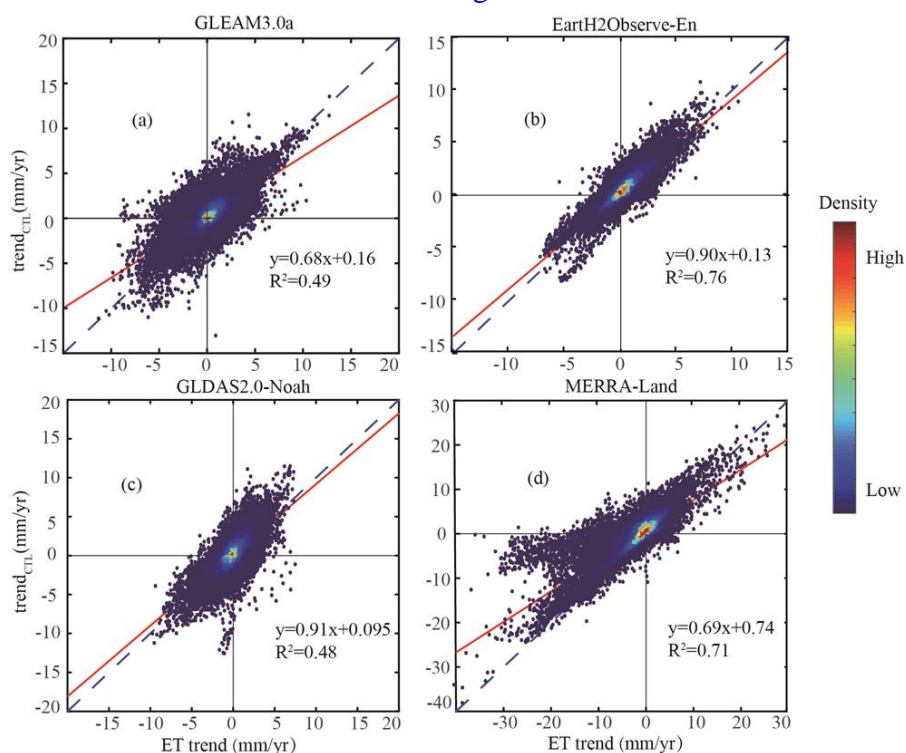 GLEAM3.0a
20
15
10
5
0
-5
-10
-15
-10
-5
0
5
10
15
20
trend_CTL(mm/yr)
(a)
y=0.68x+0.16
R²=0.49
EartH2Observe-En
15
10
5
0
-5
-10
-15
-10
-5
0
5
10
15
(b)
y=0.90x+0.13
R²=0.76
Density
High
Low
GLDAS2.0-Noah
20
15
10
5
0
-5
-10
-15
-20
-15
-10
-5
0
5
10
15
20
trend_CTL(mm/yr)
(c)
y=0.91x+0.095
R²=0.48
ET trend (mm/yr)
MERRA-Land
30
20
10
0
-10
-20
-30
-40
-30
-20
-10
0
10
20
30
(d)
y=0.69x+0.74
R²=0.71
ET trend (mm/yr)